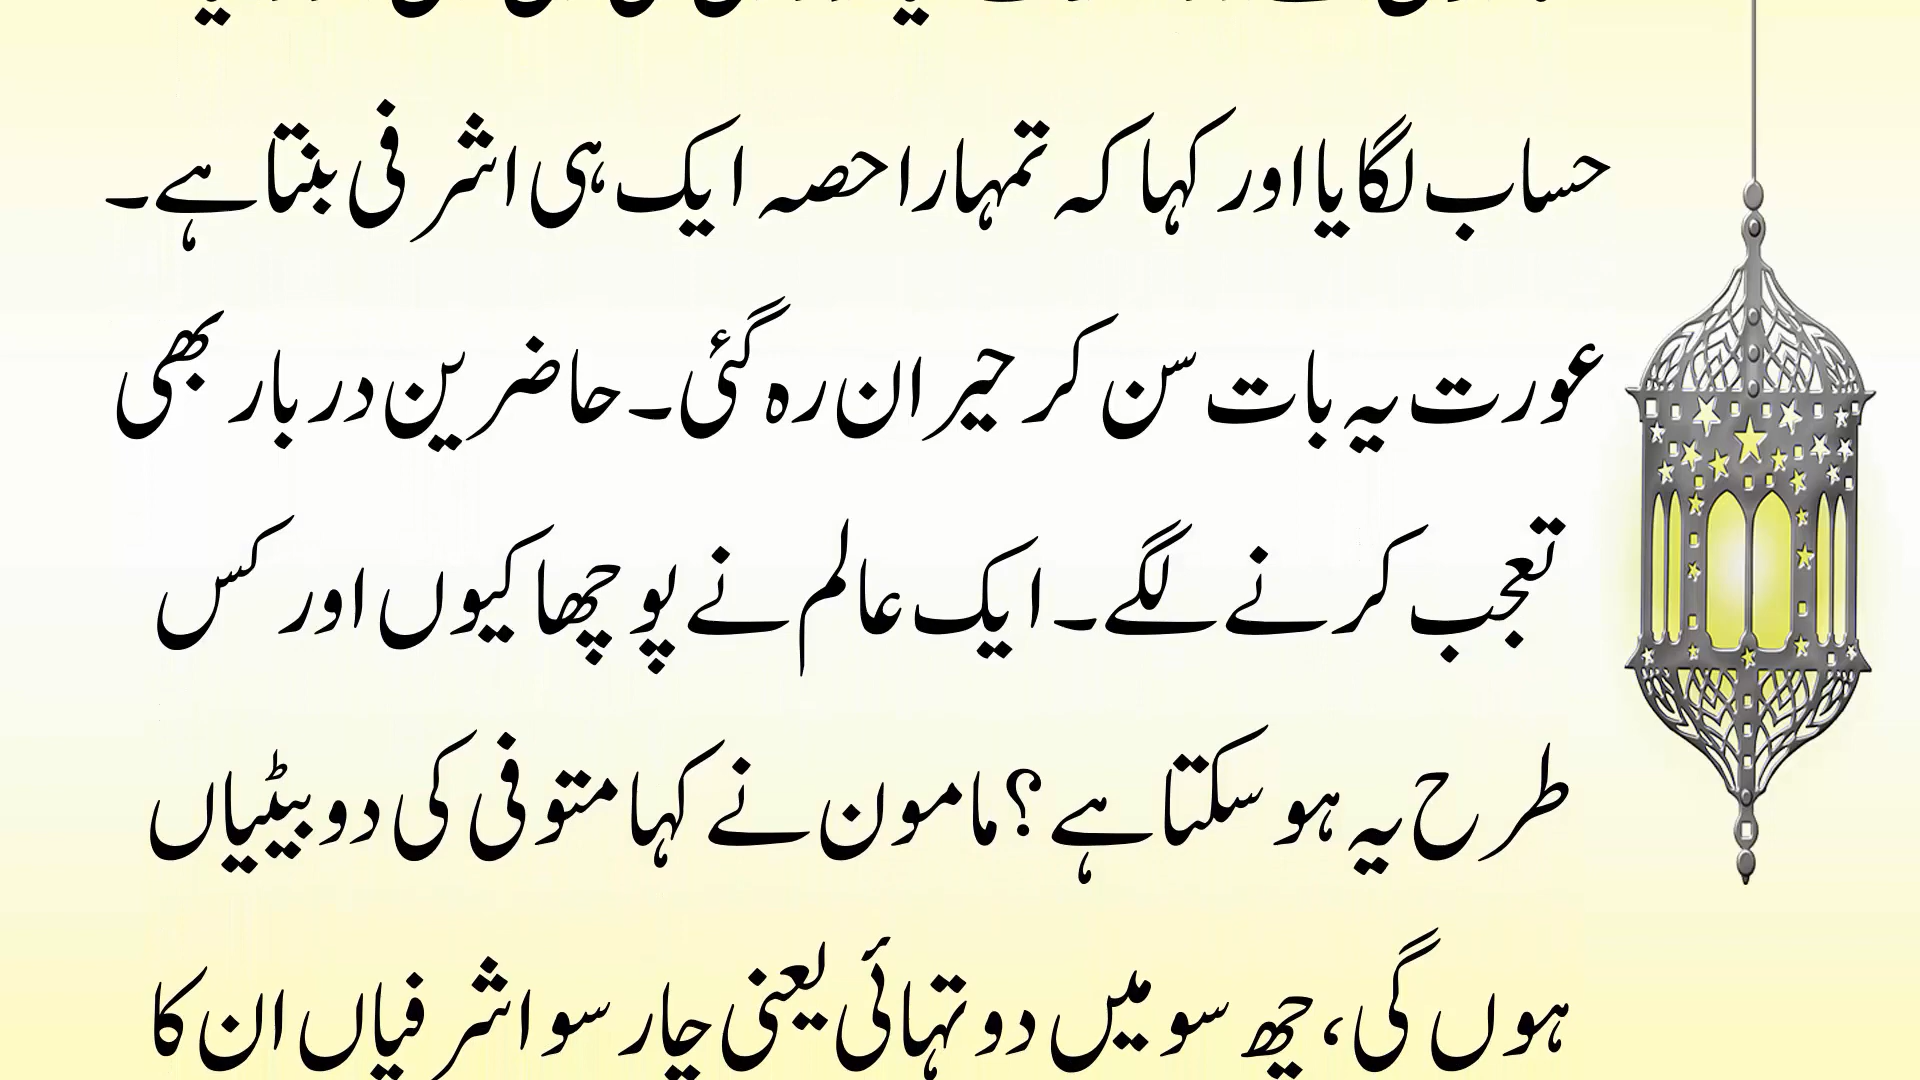 حساب لگایا اور کہا کہ تمہارا حصہ ایک ہی اشرفی بنتا ہے۔
عورت یہ بات سن کر حیران رہ گئی۔ حاضرین دربار بھی
تعجب کرنے لگے۔ ایک عالم نے پوچھا کیوں اور کس
طرح یہ ہو سکتا ہے؟ مامون نے کہا متوفی کی دو بیٹیاں
ہوں گی، چھ سو میں دو تہائی یعنی چار سو اشرفیاں ان کا